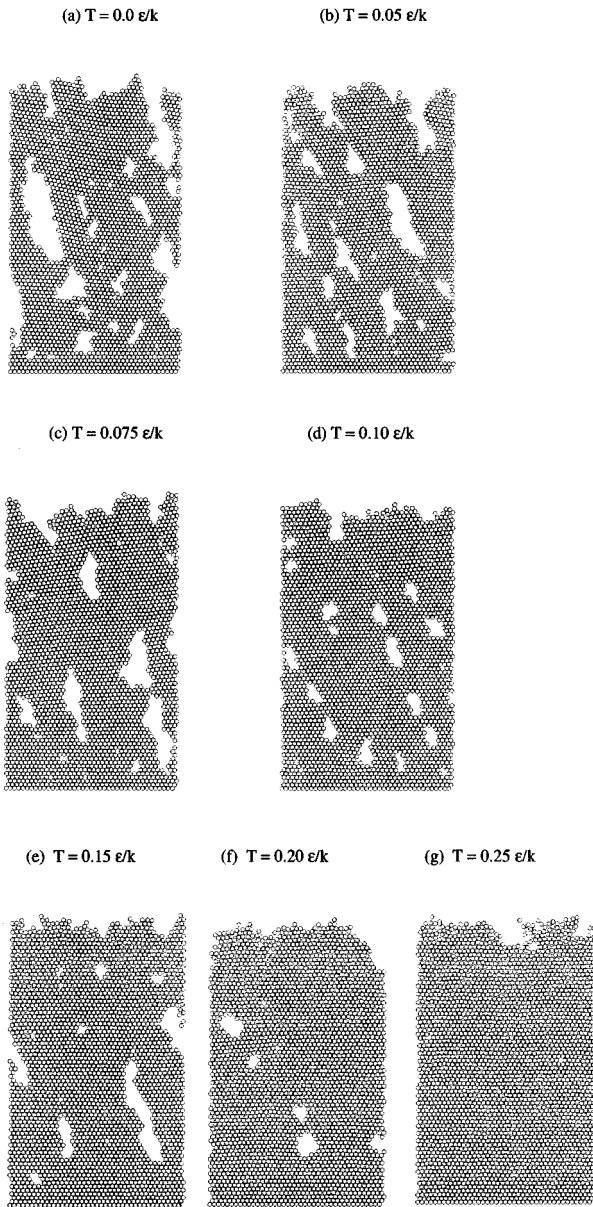 (a) T = 0.0 ε/k
(b) T = 0.05 ε/k
(c) T = 0.075 ε/k
(d) T = 0.10 ε/k
(e) T = 0.15 ε/k
(f) T = 0.20 ε/k
(g) T = 0.25 ε/k